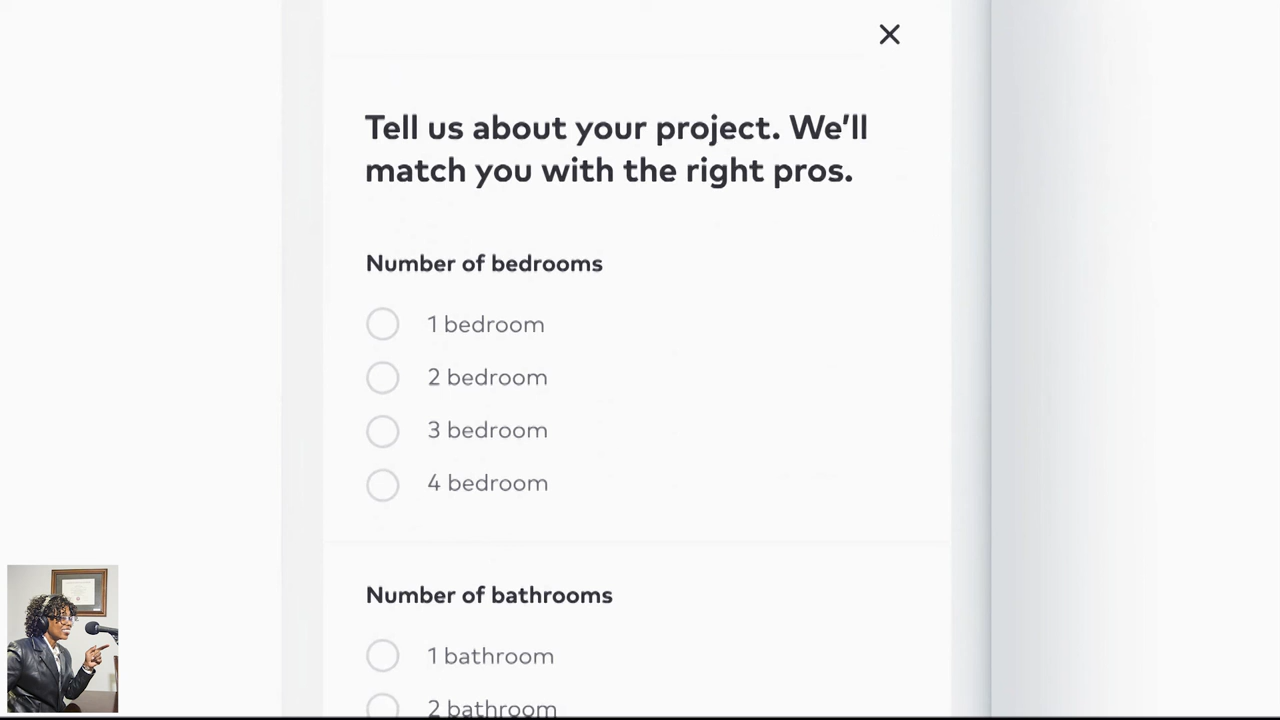 Tell us about your project. We’ll
match you with the right pros.
Number of bedrooms
1 bedroom
2 bedroom
3 bedroom
4 bedroom
Number of bathrooms
1 bathroom
2 bathroom